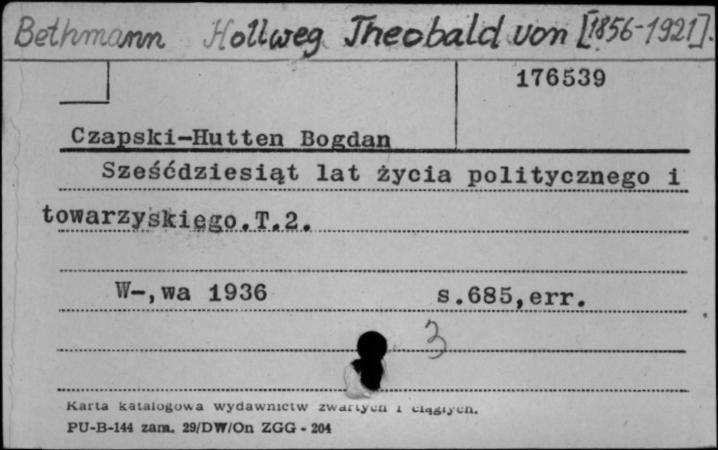 Bethmann Hollweg Theobald von [1856-1921].
176539
Czapski-Hutten Bogdan
Sześćdziesiąt lat życia politycznego i
towarzyskiego.T.2.
W-,wa 1936 s.685,err.
3
Karta katalogowa wydawnictw zwartych i ciągłych.
PU-B-144 zam. 29/DW/On ZGG - 204